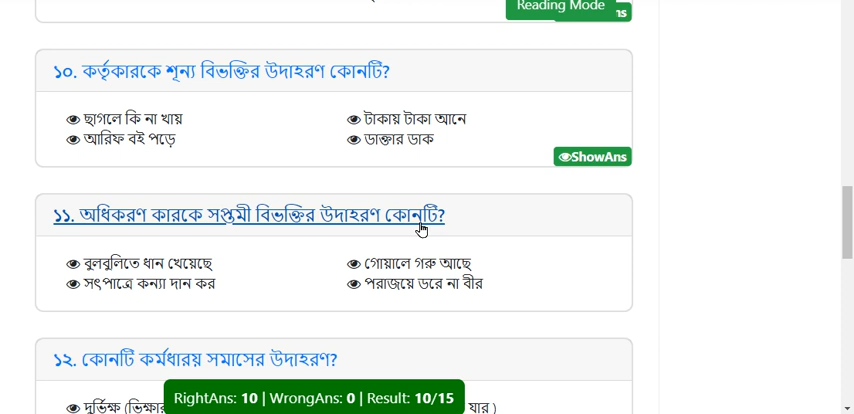 Reading Mode
১০. কর্তৃকারকে শূন্য বিভক্তির উদাহরণ কোনটি?
ছাগলে কি না খায়
টাকায় টাকা আনে
আরিফ বই পড়ে
ডাক্তার ডাক
ShowAns
১১. অধিকরণ কারকে সপ্তমী বিভক্তির উদাহরণ কোনটি?
বুলবুলিতে ধান খেয়েছে
গোয়ালে গরু আছে
সৎপাত্রে কন্যা দান কর
পরাজয়ে ডরে না বীর
১২. কোনটি কর্মধারয় সমাসের উদাহরণ?
RightAns: 10 | WrongAns: 0 | Result: 10/15